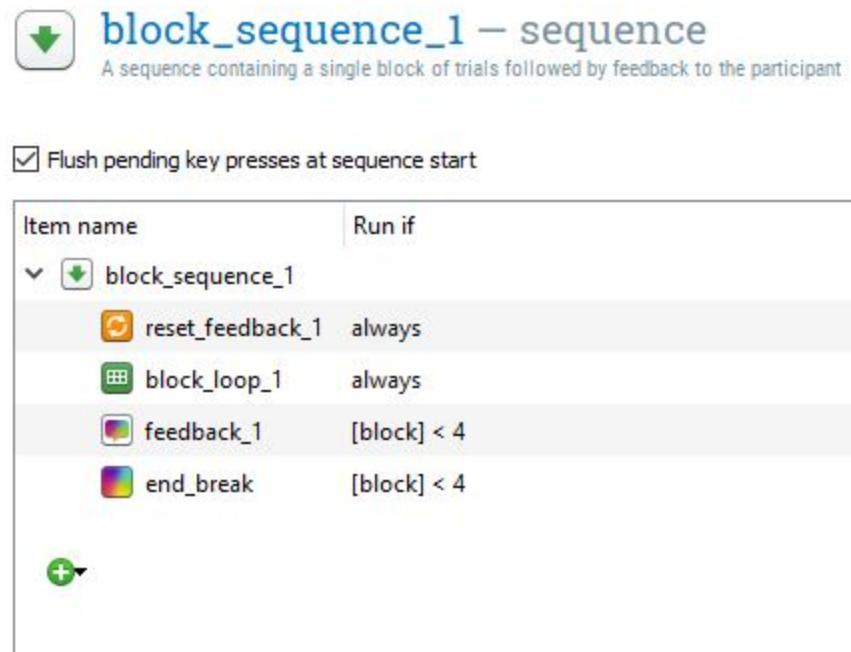 block_sequence_1 – sequence
A sequence containing a single block of trials followed by feedback to the participant
Flush pending key presses at sequence start
Item name Run if
block_sequence_1
reset_feedback_1 always
block_loop_1 always
feedback_1 [block] < 4
end_break [block] < 4